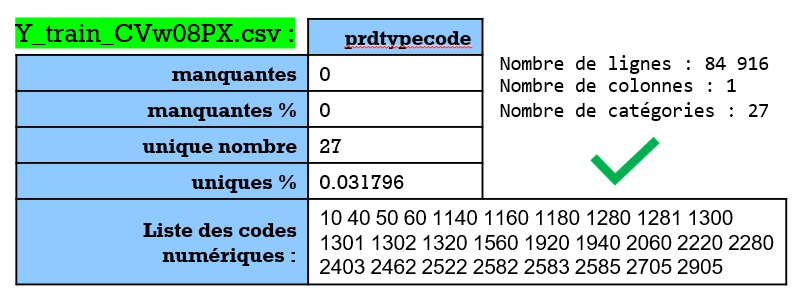 Y_train_CVw08PX.csv :
prdtypecode
manquantes 0
manquantes % 0
unique nombre 27
uniques % 0.031796
Liste des codes
numériques :
10 40 50 60 1140 1160 1180 1280 1281 1300
1301 1302 1320 1560 1920 1940 2060 2220 2280
2403 2462 2522 2582 2583 2585 2705 2905
Nombre de lignes : 84 916
Nombre de colonnes : 1
Nombre de catégories : 27